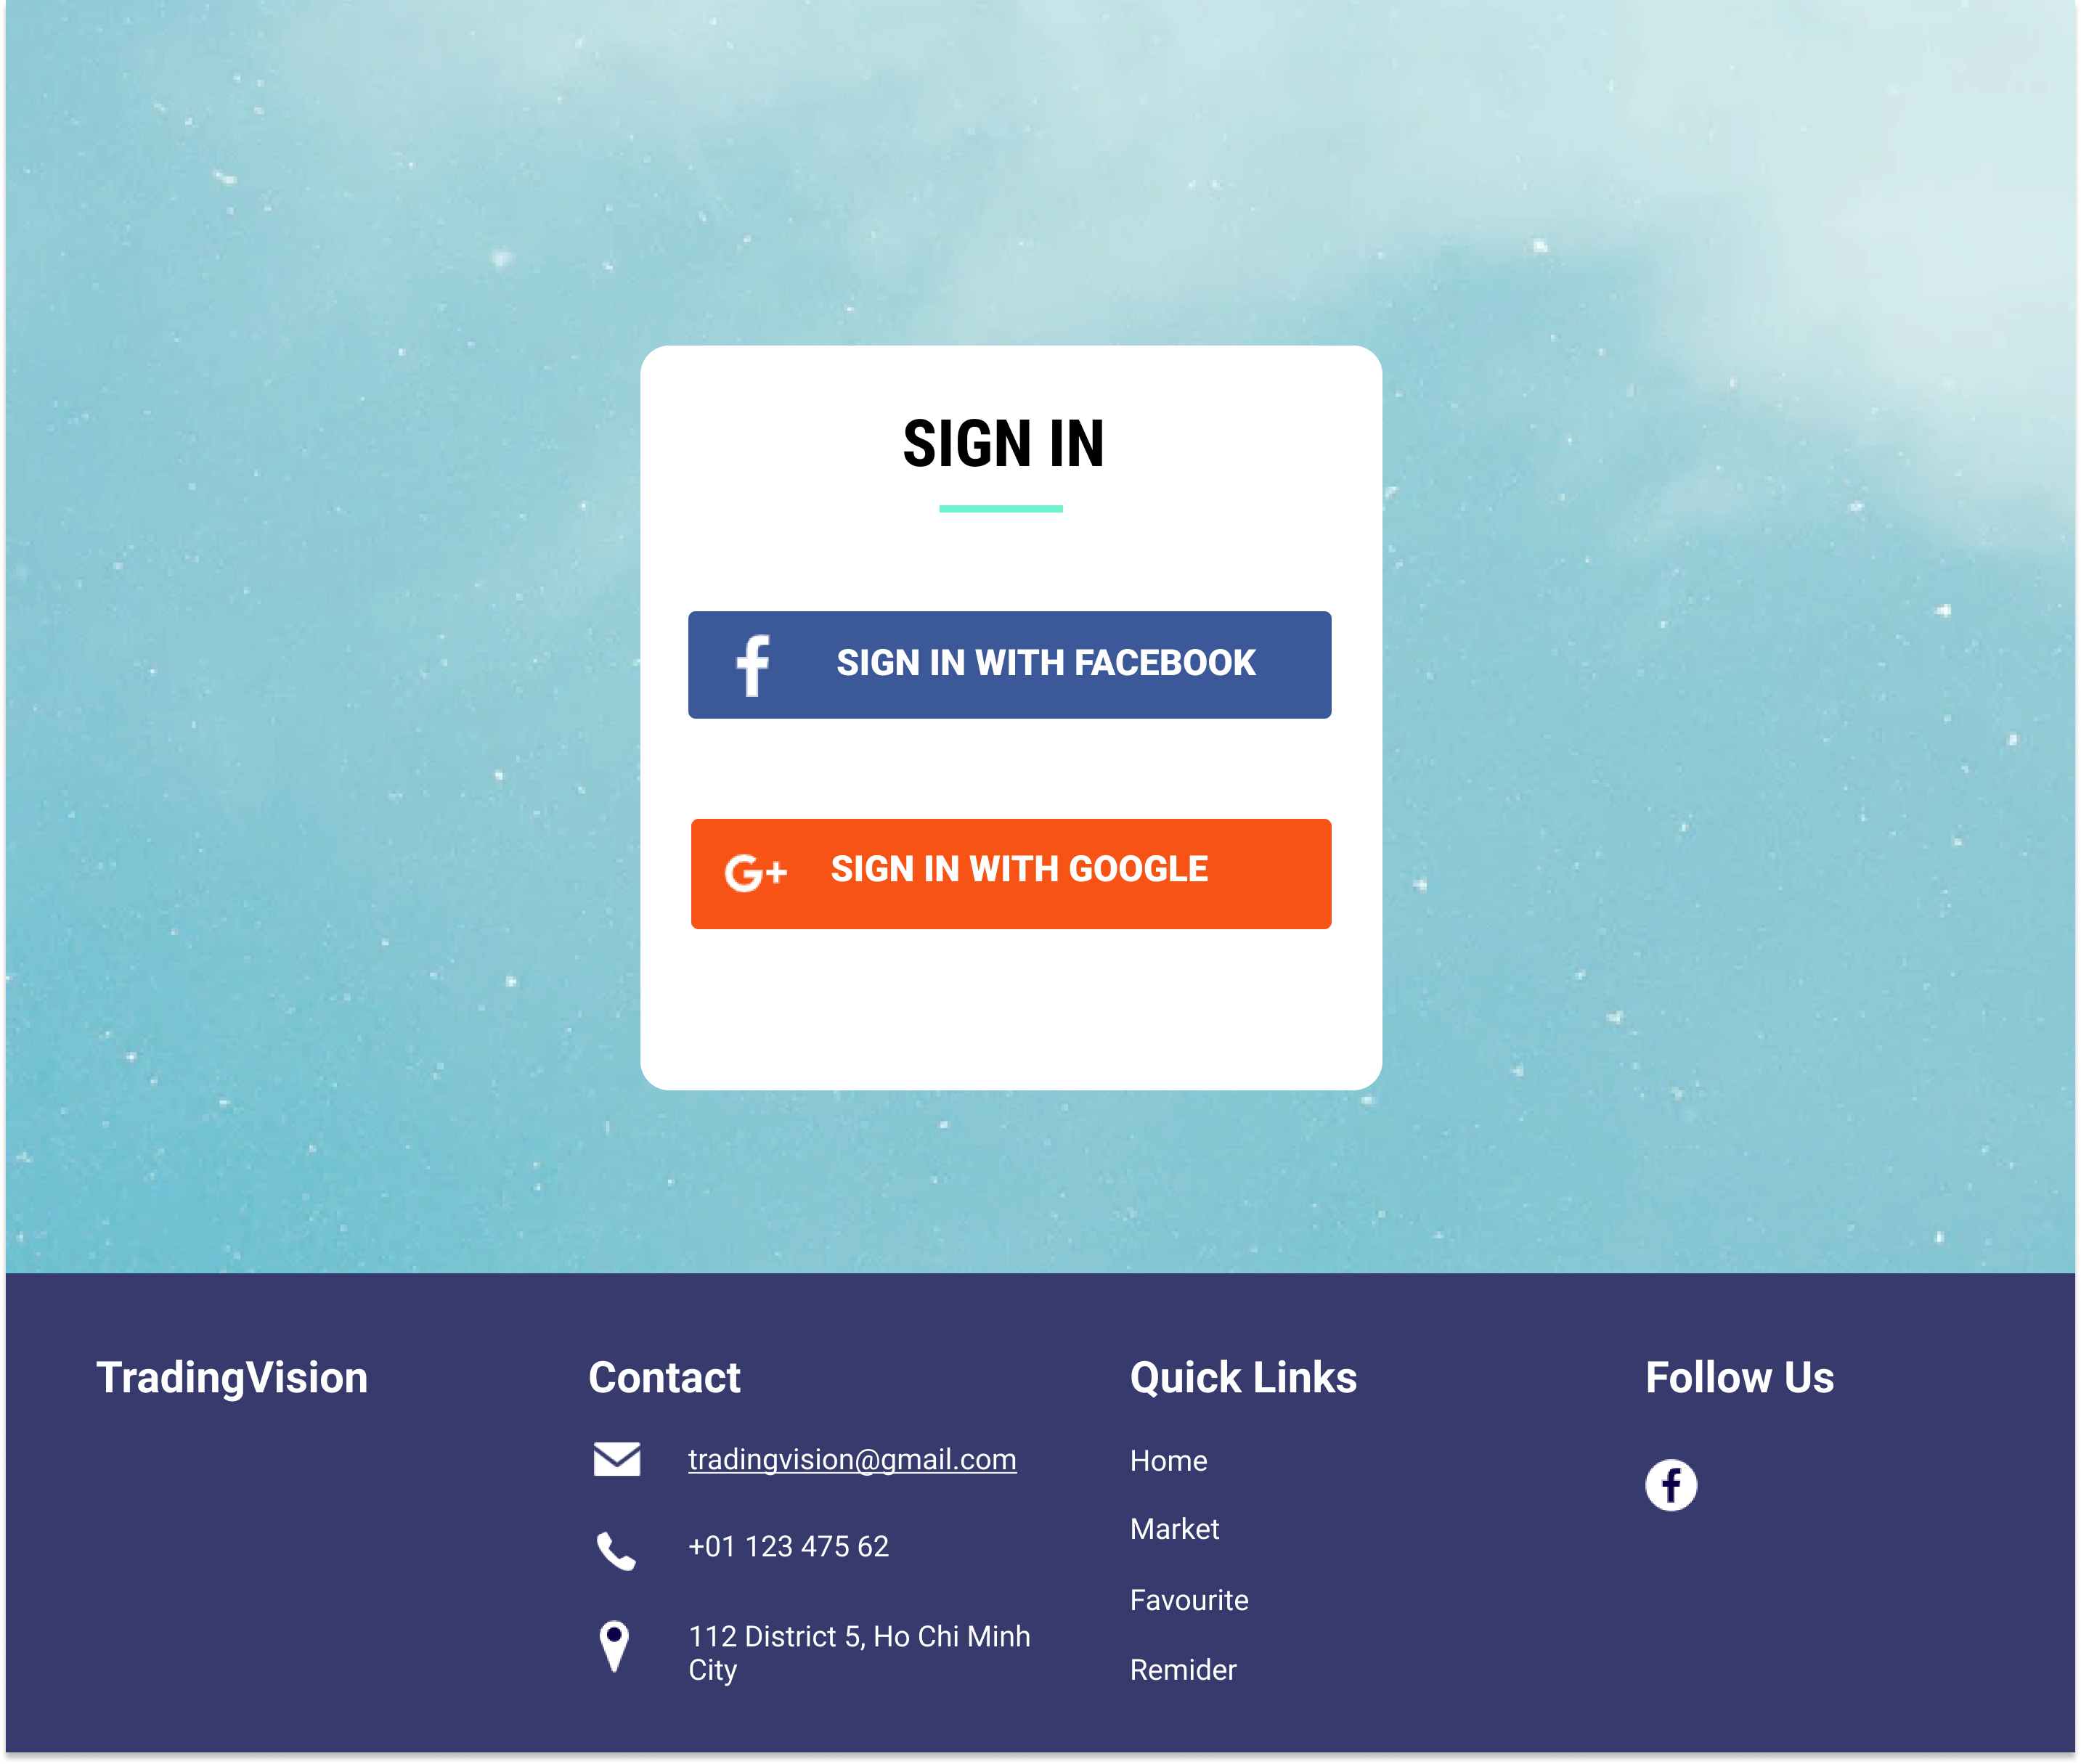 SIGN IN
SIGN IN WITH FACEBOOK
G+ SIGN IN WITH GOOGLE
TradingVision
Contact
tradingvision@gmail.com
+01 123 475 62
112 District 5, Ho Chi Minh
City
Quick Links
Home
Market
Favourite
Remider
Follow Us